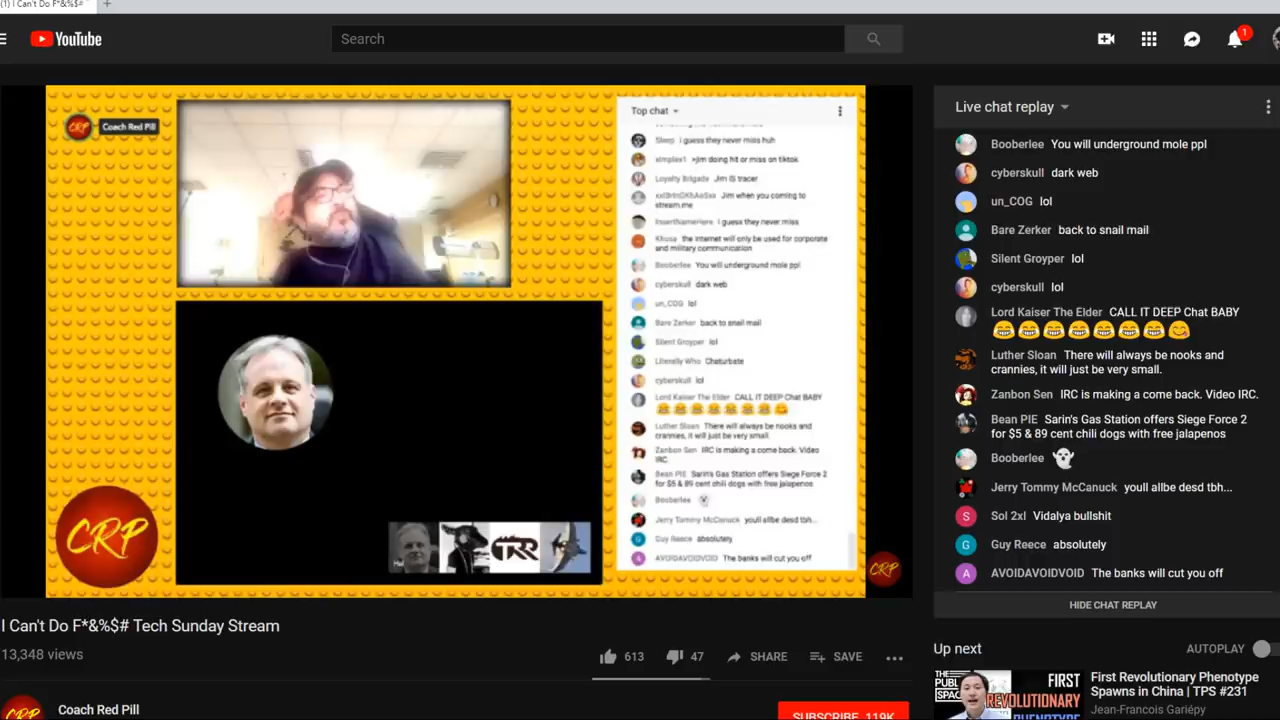 (1) I Can't Do F*&%$#
YouTube
Search
1
CRP
Coach Red Pill
Top chat
Sleep i guess they never miss huh
ximplex1 >jim doing hit or miss on tiktok
Loyalty Brigade Jim IS tracer
Jim when you coming to
stream.me
InsertNameHere I guess they never miss
Khusa the internet will only be used for corporate
and military communication
Booberlee You will underground mole ppl
cyberskull dark web
un_COG lol
Bare Zerker back to snail mail
Silent Groyper lol
Literally Who Chaturbate
cyberskull lol
Lord Kaiser The Elder CALL IT DEEP Chat BABY
😂😂😂😂😂😂😋
Luther Sloan There will always be nooks and
crannies, it will just be very small.
Zanbon Sen IRC is making a come back. Video
IRC.
Bean PIE Sarin's Gas Station offers Siege Force 2
for $5 & 89 cent chili dogs with free jalapenos
Booberlee 👻
Jerry Tommy McCanuck youll allbe desd tbh...
Guy Reece absolutely
AVOIDAVOIDVOID The banks will cut you off
CRP
TRR
CRP
Live chat replay
Booberlee You will underground mole ppl
cyberskull dark web
un_COG lol
Bare Zerker back to snail mail
Silent Groyper lol
cyberskull lol
Lord Kaiser The Elder CALL IT DEEP Chat BABY
😂😂😂😂😂😂😂😋
Luther Sloan There will always be nooks and
crannies, it will just be very small.
Zanbon Sen IRC is making a come back. Video IRC.
Bean PIE Sarin's Gas Station offers Siege Force 2
for $5 & 89 cent chili dogs with free jalapenos
Booberlee 👻
Jerry Tommy McCanuck youll allbe desd tbh...
S Sol 2xl Vidalya bullshit
G Guy Reece absolutely
A AVOIDAVOIDVOID The banks will cut you off
HIDE CHAT REPLAY
I Can't Do F*&%$# Tech Sunday Stream
13,348 views
613
47
SHARE
SAVE
CRP
Coach Red Pill
SUBSCRIBE 119K
Up next
AUTOPLAY
THE
PUBL
SPAC
FIRST
REVOLUTIONARY
PHENOTYPE
First Revolutionary Phenotype
Spawns in China | TPS #231
Jean-Francois Gariépy